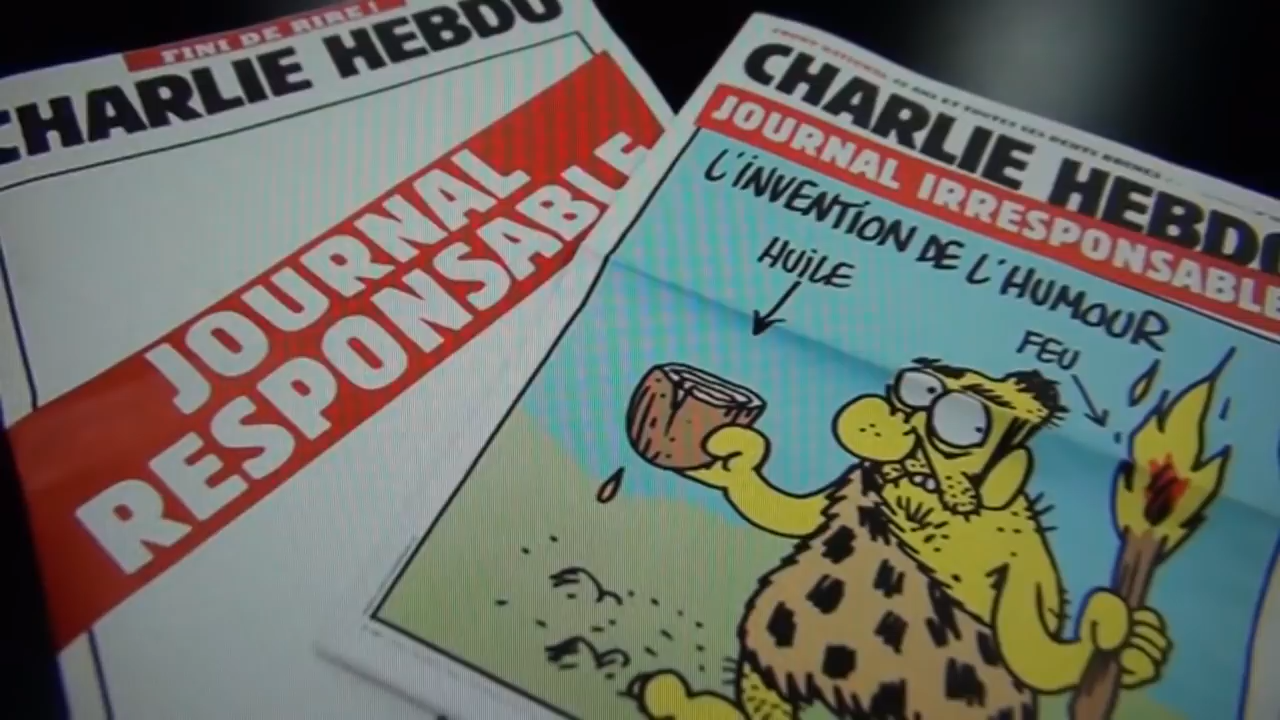 FINI DE RIRE !
CHARLIE HEBDO
JOURNAL
RESPONSABLE
CHARLIE HEBDO
JOURNAL IRRESPONSABLE
L'INVENTION DE L'HUMOUR
HUILE
FEU